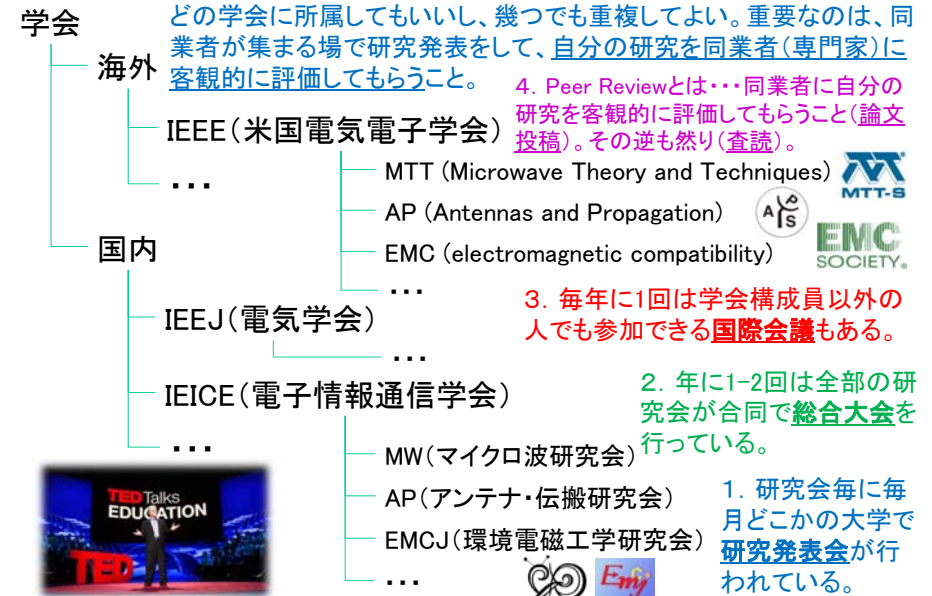 学会
どの学会に所属してもいいし、幾つでも重複してよい。重要なのは、同
業者が集まる場で研究発表をして、自分の研究を同業者(専門家)に
客観的に評価してもらうこと。
海外
4. Peer Reviewとは・・・同業者に自分の
研究を客観的に評価してもらうこと(論文
投稿)。その逆も然り(査読)。
IEEE(米国電気電子学会)
・・・
MTT (Microwave Theory and Techniques)
MTT-S
AP (Antennas and Propagation)
APS
EMC (electromagnetic compatibility)
EMC
SOCIETY®
・・・
国内
3. 毎年に1回は学会構成員以外の
人でも参加できる国際会議もある。
IEEJ(電気学会)
・・・
IEICE(電子情報通信学会)
2. 年に1-2回は全部の研
究会が合同で総合大会を
行っている。
・・・
MW(マイクロ波研究会)
AP(アンテナ・伝搬研究会)
EMCJ(環境電磁工学研究会)
・・・
1. 研究会毎に毎
月どこかの大学で
研究発表会が行
われている。
TEDTalks
EDUCATION
TED
Emj